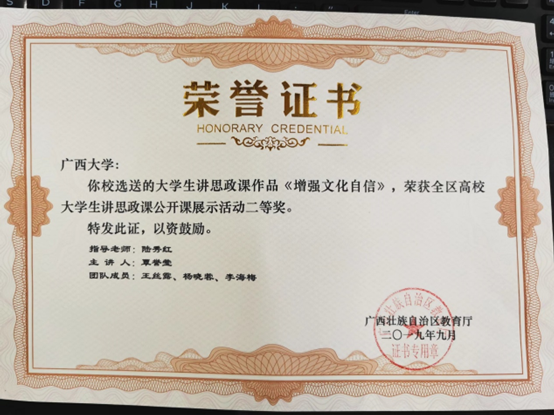 荣誉证书
HONORARY CREDENTIAL
广西大学：
你校选送的大学生讲思政课作品《增强文化自信》，荣获全区高校
大学生讲思政课公开课展示活动二等奖。
特发此证，以资鼓励。
指导老师：陆秀红
主 讲 人：覃誉莹
团队成员：王丝露、杨晓蓉、李海梅
广西壮族自治区教育厅
二〇一九年九月
证书专用章